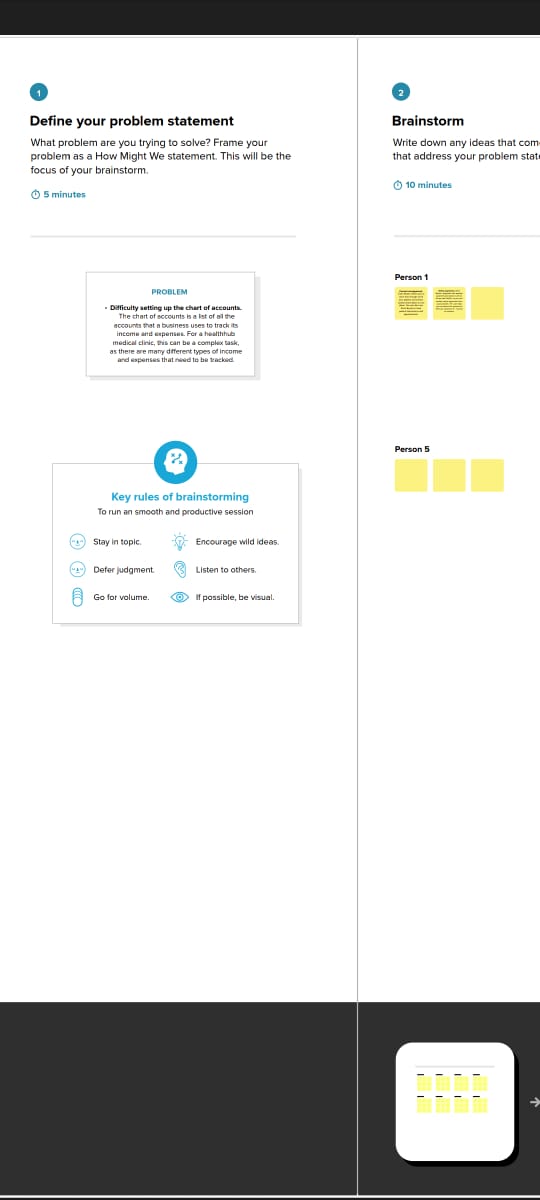 1
Define your problem statement
What problem are you trying to solve? Frame your
problem as a How Might We statement. This will be the
focus of your brainstorm.
5 minutes
PROBLEM
• Difficulty setting up the chart of accounts.
The chart of accounts is a list of all the
accounts that a business uses to track its
income and expenses. For a healthhub
medical clinic, this can be a complex task,
as there are many different types of income
and expenses that need to be tracked.
Key rules of brainstorming
To run an smooth and productive session
Stay in topic.
Encourage wild ideas.
Defer judgment.
Listen to others.
Go for volume.
If possible, be visual.
2
Brainstorm
Write down any ideas that com
that address your problem stat
10 minutes
Person 1
Person 5